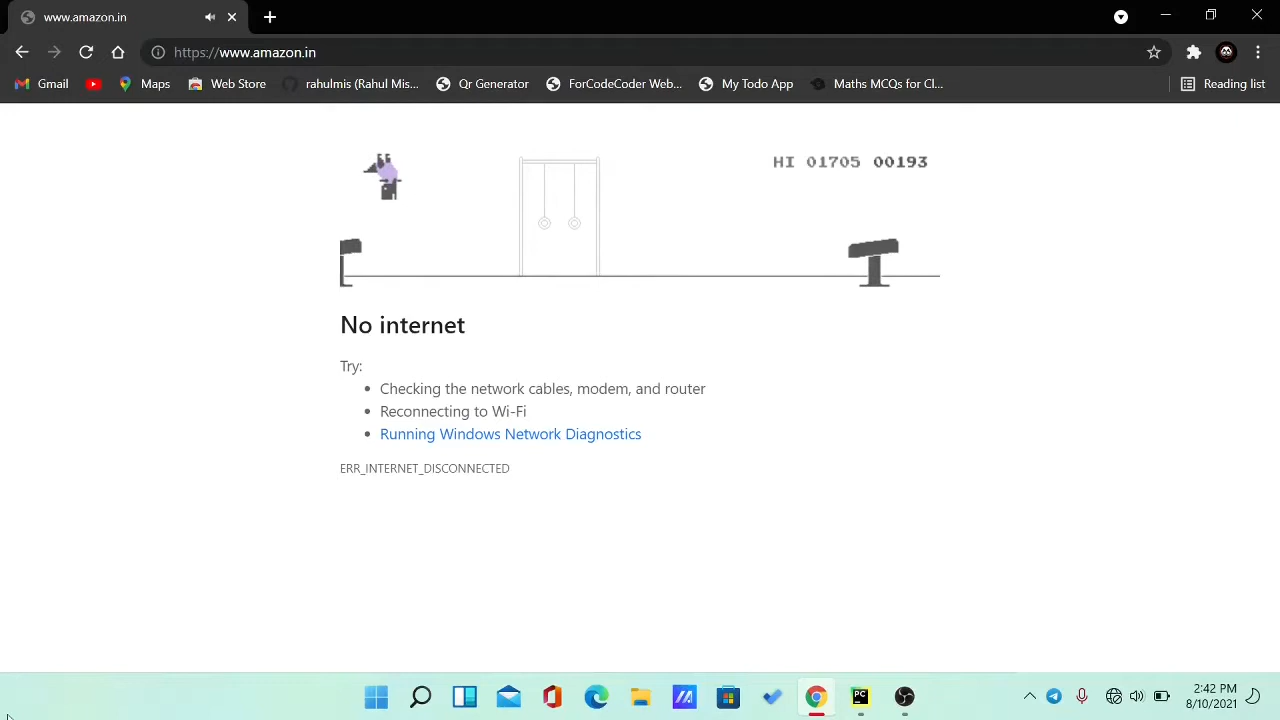 www.amazon.in
https://www.amazon.in
Gmail
Maps
Web Store
rahulmis (Rahul Mis...
Qr Generator
ForCodeCoder Web...
My Todo App
Maths MCQs for Cl...
Reading list
HI 01705 00193
No internet
Try:
Checking the network cables, modem, and router
Reconnecting to Wi-Fi
Running Windows Network Diagnostics
ERR_INTERNET_DISCONNECTED
PC
2:42 PM
8/10/2021